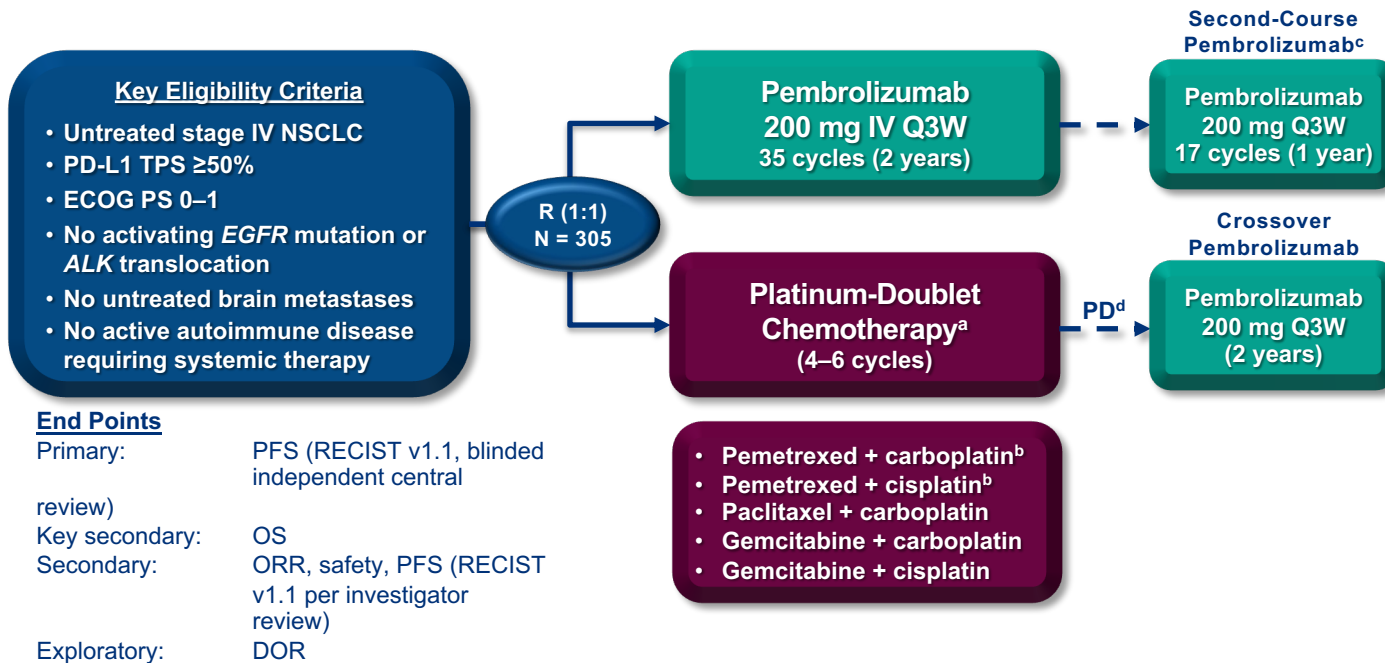 Key Eligibility Criteria
• Untreated stage IV NSCLC
• PD-L1 TPS ≥50%
• ECOG PS 0–1
• No activating EGFR mutation or
ALK translocation
• No untreated brain metastases
• No active autoimmune disease
requiring systemic therapy
R (1:1)
N = 305
Pembrolizumab
200 mg IV Q3W
35 cycles (2 years)
Second-Course
Pembrolizumabᶜ
Pembrolizumab
200 mg Q3W
17 cycles (1 year)
Platinum-Doublet
Chemotherapyᵃ
(4–6 cycles)
PDᵈ
Crossover
Pembrolizumab
Pembrolizumab
200 mg Q3W
(2 years)
• Pemetrexed + carboplatinᵇ
• Pemetrexed + cisplatinᵇ
• Paclitaxel + carboplatin
• Gemcitabine + carboplatin
• Gemcitabine + cisplatin
End Points
Primary: PFS (RECIST v1.1, blinded
independent central
review)
Key secondary: OS
Secondary: ORR, safety, PFS (RECIST
v1.1 per investigator
review)
Exploratory: DOR